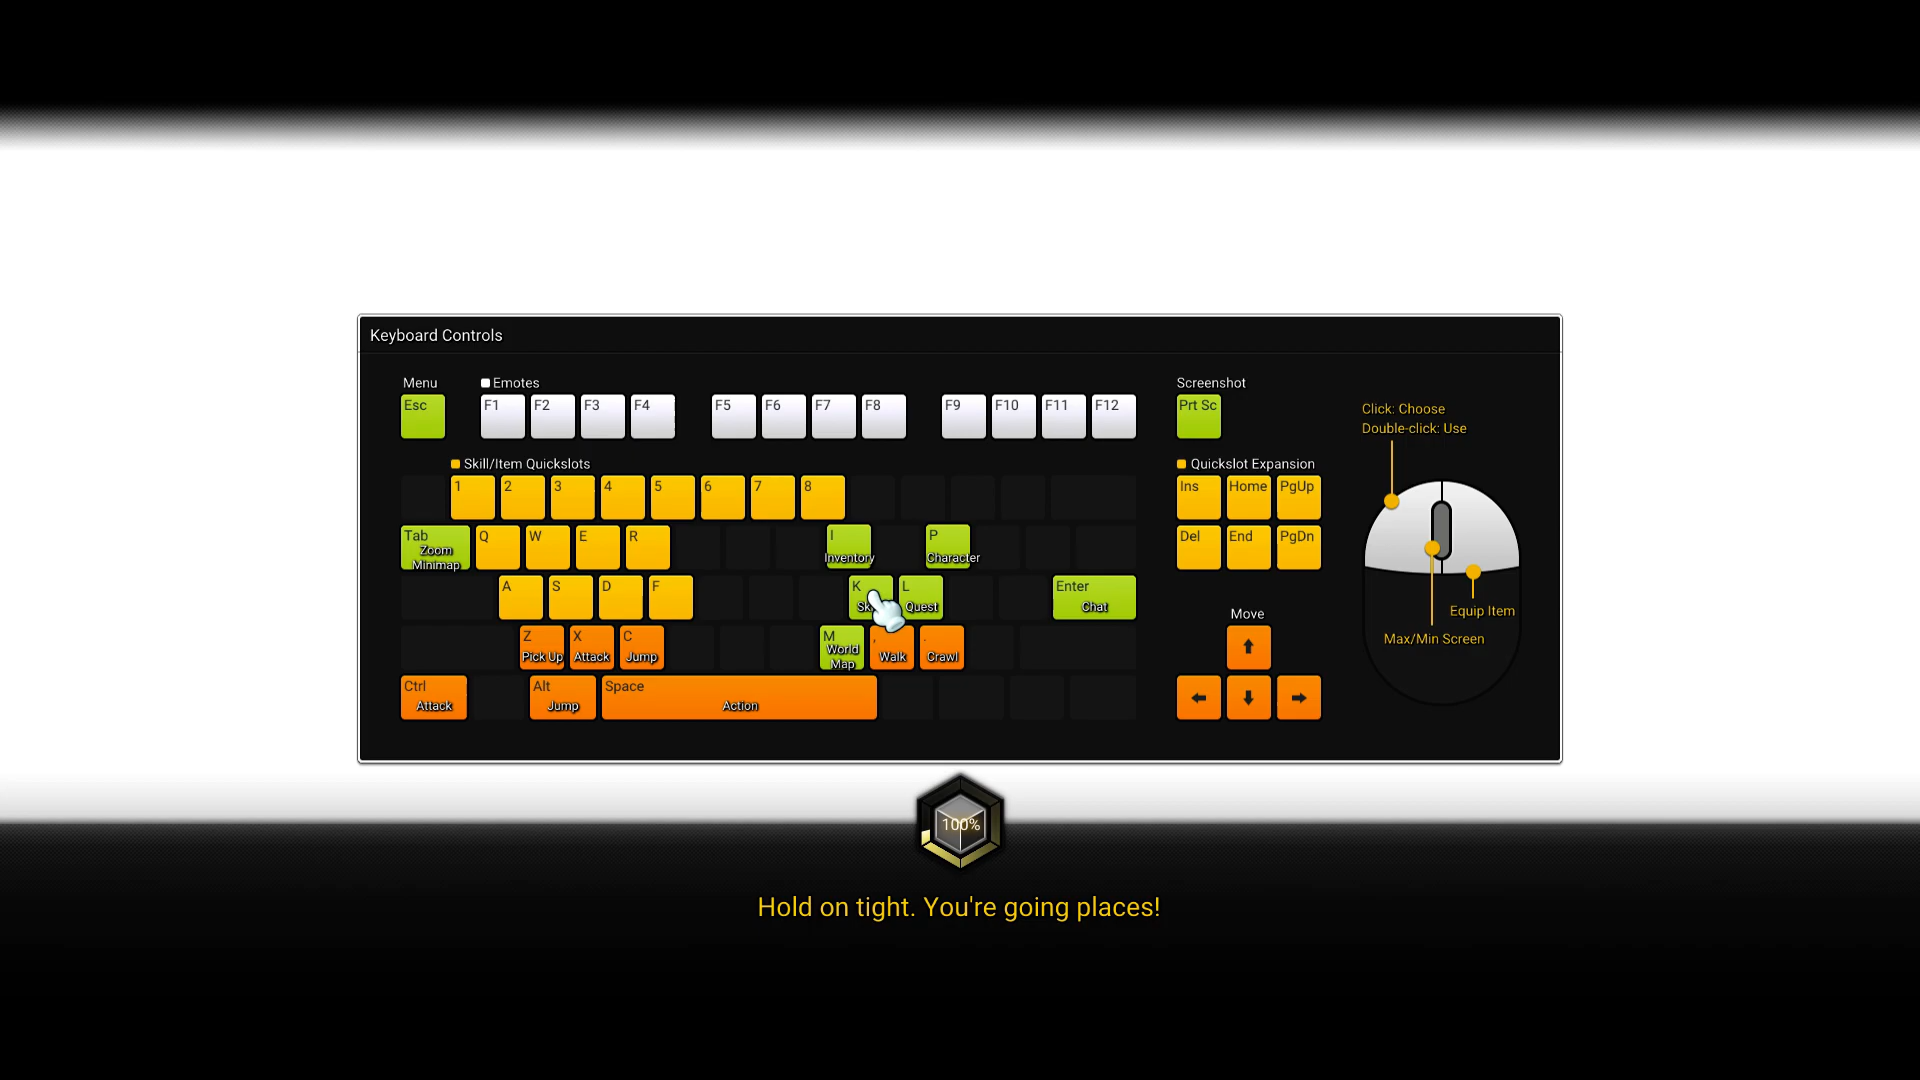 Keyboard Controls
Menu
Emotes
Screenshot
Esc
F1
F2
F3
F4
F5
F6
F7
F8
F9
F10
F11
F12
Prt Sc
Click: Choose
Double-click: Use
Skill/Item Quickslots
Quickslot Expansion
1
2
3
4
5
6
7
8
Ins
Home
PgUp
Tab
Zoom
Minimap
Q
W
E
R
I
Inventory
P
Character
Del
End
PgDn
A
S
D
F
K
L
Quest
Enter
Chat
Move
Equip Item
Max/Min Screen
Z
Pick Up
X
Attack
C
Jump
M
World
Map
,
Walk
.
Crawl
Ctrl
Attack
Alt
Jump
Space
Action
100%
Hold on tight. You're going places!